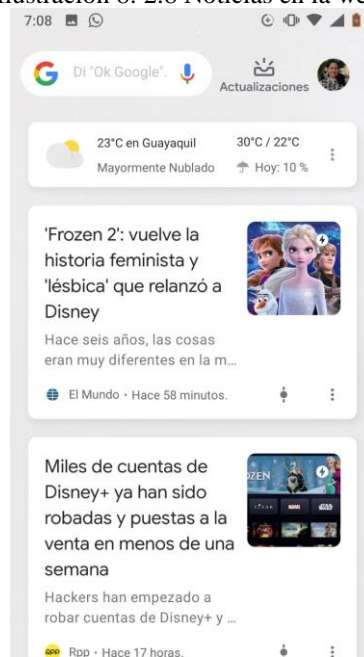 Ilustración 8. 2.8 Noticias en la we
7:08
Di "Ok Google".
Actualizaciones
23°C en Guayaquil
30°C / 22°C
Mayormente Nublado
Hoy: 10 %
'Frozen 2': vuelve la
historia feminista y
'lésbica' que relanzó a
Disney
Hace seis años, las cosas
eran muy diferentes en la m...
El Mundo • Hace 58 minutos.
Miles de cuentas de
Disney+ ya han sido
robadas y puestas a la
venta en menos de una
semana
Hackers han empezado a
robar cuentas de Disney+ y ...
Rpp • Hace 17 horas.